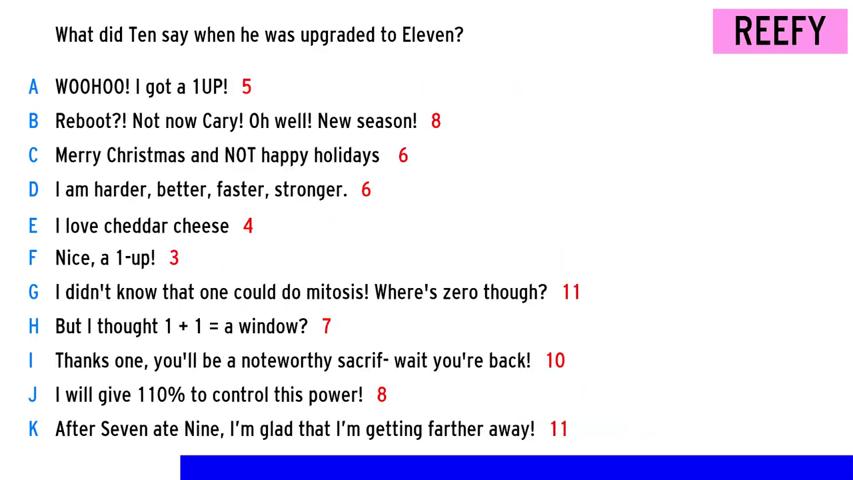 What did Ten say when he was upgraded to Eleven?
REEFY
A WOOHOO! I got a 1UP! 5
B Reboot?! Not now Cary! Oh well! New season! 8
C Merry Christmas and NOT happy holidays 6
D I am harder, better, faster, stronger. 6
E I love cheddar cheese 4
F Nice, a 1-up! 3
G I didn't know that one could do mitosis! Where's zero though? 11
H But I thought 1 + 1 = a window? 7
I Thanks one, you'll be a noteworthy sacrif- wait you're back! 10
J I will give 110% to control this power! 8
K After Seven ate Nine, I'm glad that I'm getting farther away! 11